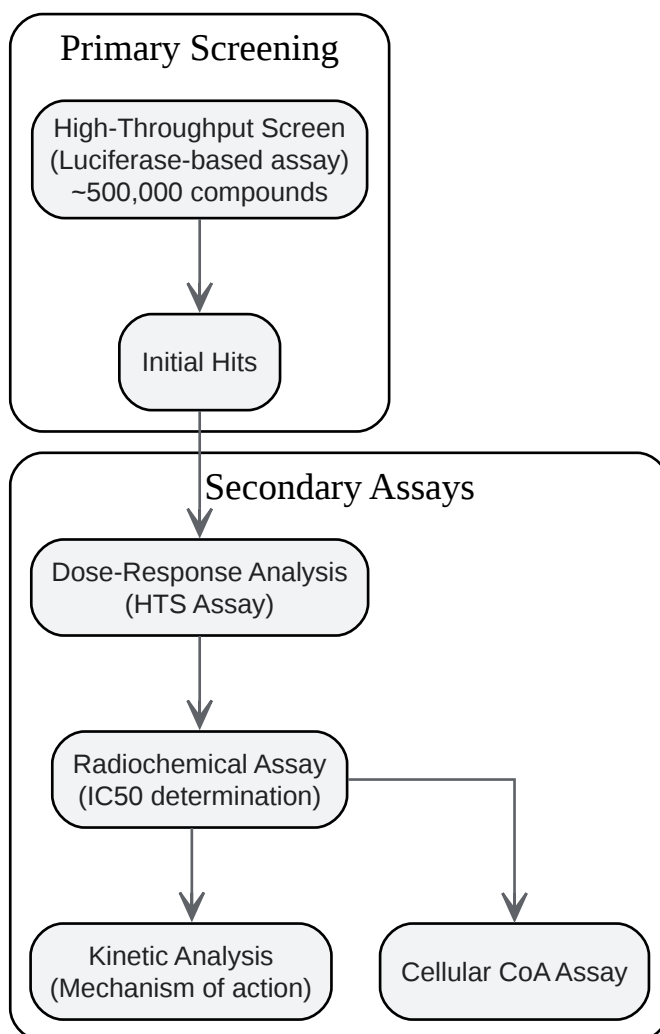 Primary Screening
High-Throughput Screen
(Luciferase-based assay)
~500,000 compounds
Initial Hits
Secondary Assays
Dose-Response Analysis
(HTS Assay)
Radiochemical Assay
(IC50 determination)
Kinetic Analysis
(Mechanism of action)
Cellular CoA Assay